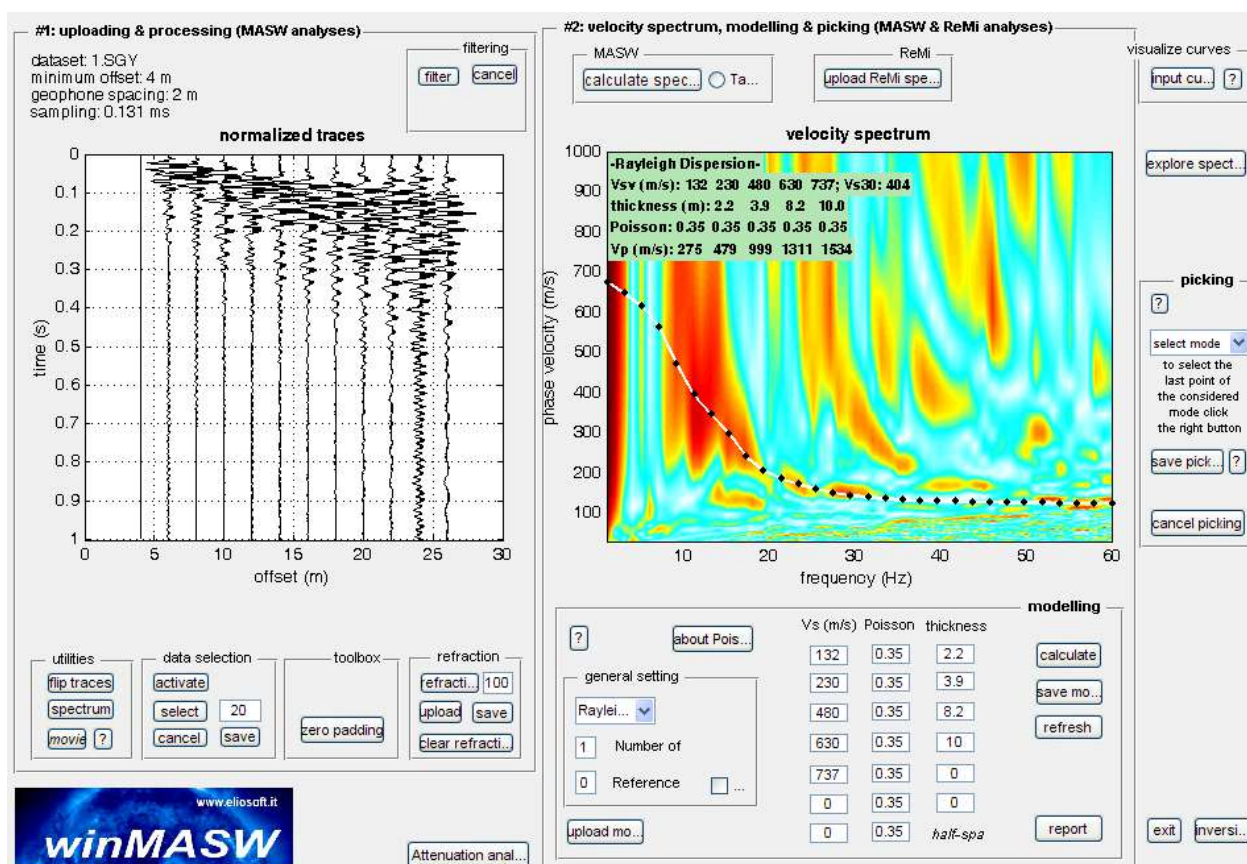 #1: uploading & processing (MASW analyses)
dataset: 1.SGY
minimum offset: 4 m
geophone spacing: 2 m
sampling: 0.131 ms
filtering
filter
cancel
normalized traces
0
0.1
0.2
0.3
0.4
0.5
0.6
0.7
0.8
0.9
1
time (s)
0 5 10 15 20 25 30
offset (m)
utilities
flip traces
spectrum
movie ?
data selection
activate
select 20
cancel save
toolbox
zero padding
refraction
refracti... 100
upload save
clear refracti...
www.eliosoft.it
winMASW
Attenuation anal...
#2: velocity spectrum, modelling & picking (MASW & ReMi analyses)
MASW
calculate spec... Ta...
ReMi
upload ReMi spe...
velocity spectrum
-Rayleigh Dispersion-
Vsv (m/s): 132 230 480 630 737; Vs30: 404
thickness (m): 2.2 3.9 8.2 10.0
Poisson: 0.35 0.35 0.35 0.35 0.35
Vp (m/s): 275 479 999 1311 1534
1000
900
800
700
600
500
400
300
200
100
phase velocity (m/s)
10 20 30 40 50 60
frequency (Hz)
modelling
?
about Pois...
general setting
Raylei...
1 Number of
0 Reference ...
upload mo...
Vs (m/s) Poisson thickness
132 0.35 2.2
230 0.35 3.9
480 0.35 8.2
630 0.35 10
737 0.35 0
0 0.35 0
0 0.35 half-spa
calculate
save mo...
refresh
report
visualize curves
input cu... ?
explore spect...
picking
?
select mode
to select the
last point of
the considered
mode click
the right button
save pick... ?
cancel picking
exit inversi...